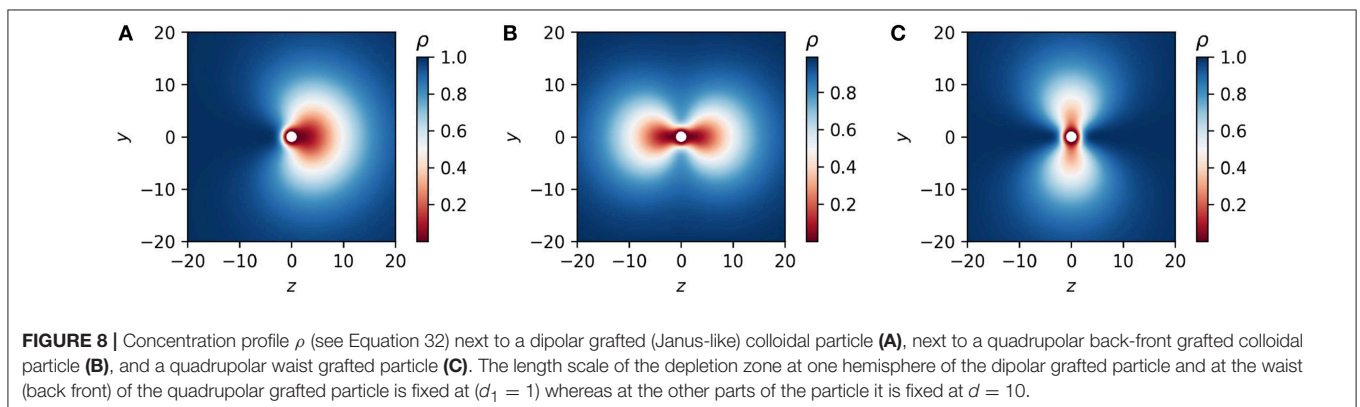 A
B
C
20
10
0
−10
−20
y
−20
−10
0
10
20
z
ρ
1.0
0.8
0.6
0.4
0.2
20
10
0
−10
−20
y
−20
−10
0
10
20
z
ρ
0.8
0.6
0.4
0.2
20
10
0
−10
−20
y
−20
−10
0
10
20
z
ρ
1.0
0.8
0.6
0.4
0.2
FIGURE 8 | Concentration profile ρ (see Equation 32) next to a dipolar grafted (Janus-like) colloidal particle (A), next to a quadrupolar back-front grafted colloidal
particle (B), and a quadrupolar waist grafted particle (C). The length scale of the depletion zone at one hemisphere of the dipolar grafted particle and at the waist
(back front) of the quadrupolar grafted particle is fixed at (d₁ = 1) whereas at the other parts of the particle it is fixed at d = 10.